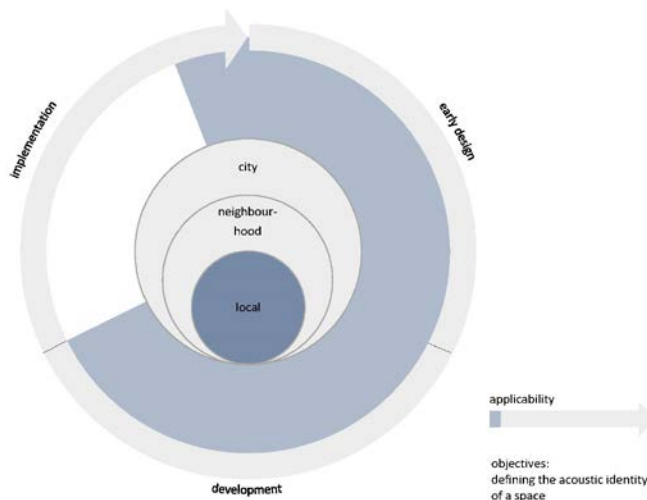 implementation
early design
city
neighbour-
hood
local
development
applicability
objectives:
defining the acoustic identity
of a space